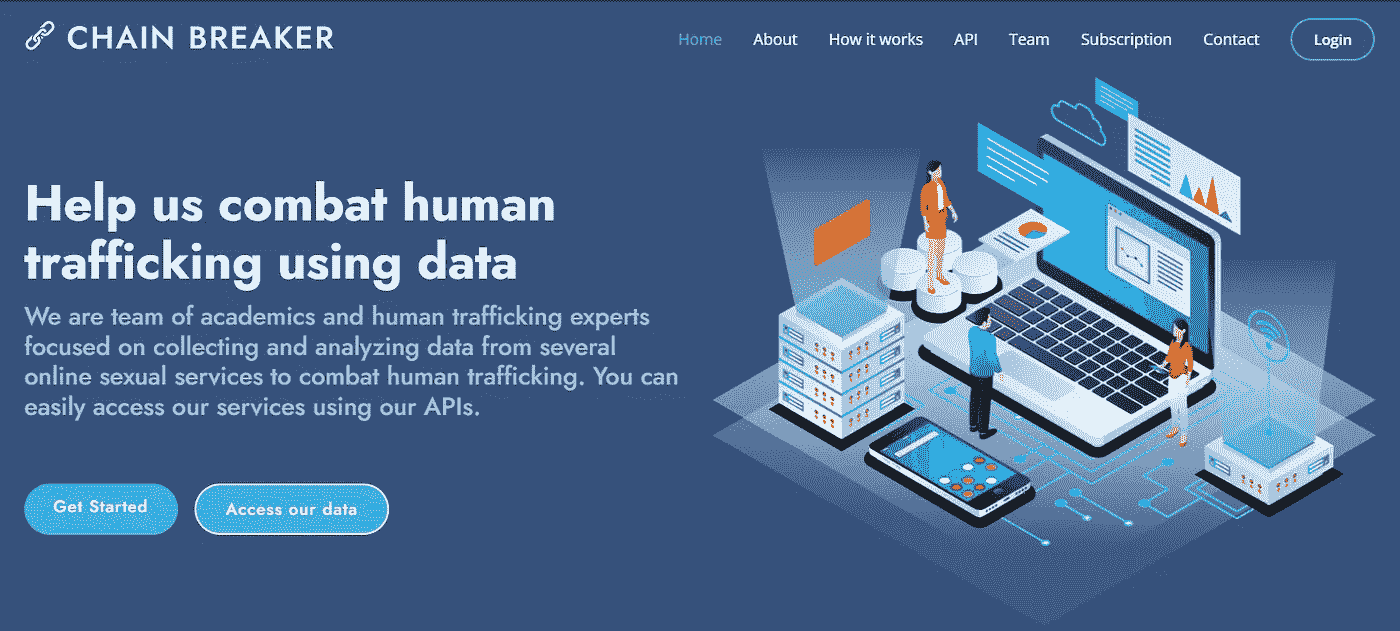 CHAIN BREAKER
Home About How it works API Team Subscription Contact Login
Help us combat human
trafficking using data
We are team of academics and human trafficking experts
focused on collecting and analyzing data from several
online sexual services to combat human trafficking. You can
easily access our services using our APIs.
Get Started Access our data